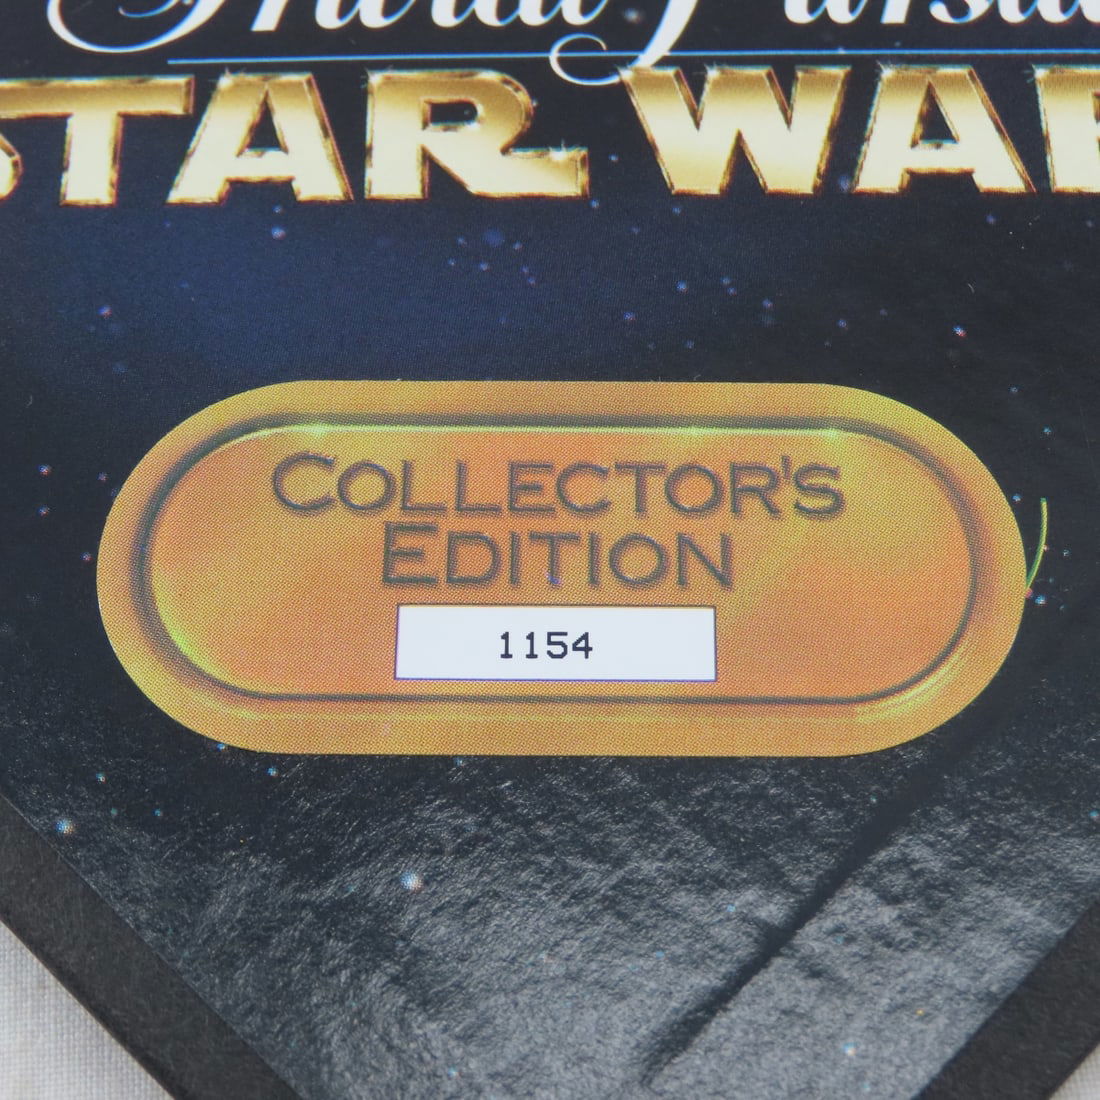 STAR WAR
COLLECTOR'S
EDITION
1154